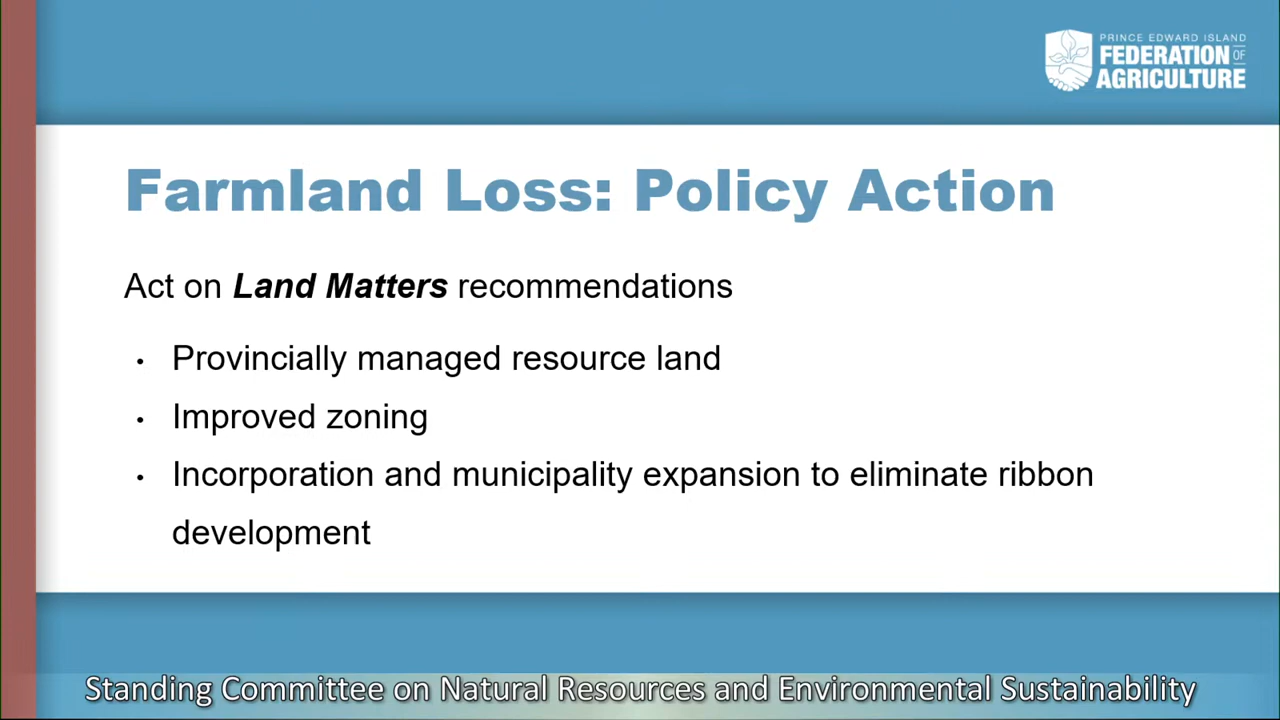 PRINCE EDWARD ISLAND
FEDERATION OF
AGRICULTURE
Farmland Loss: Policy Action
Act on Land Matters recommendations
• Provincially managed resource land
• Improved zoning
• Incorporation and municipality expansion to eliminate ribbon
development
Standing Committee on Natural Resources and Environmental Sustainability